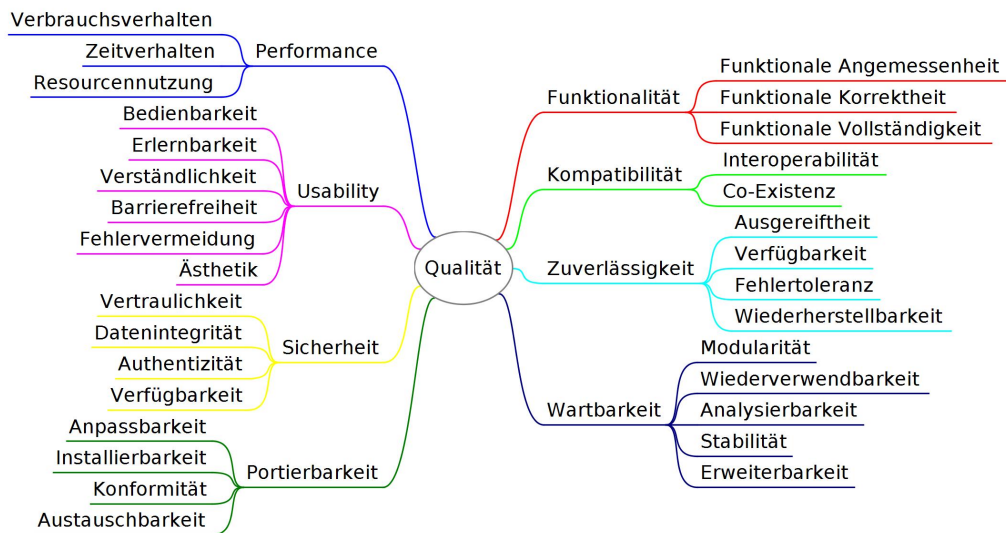 Qualität
Performance
Verbrauchsverhalten
Zeitverhalten
Resourcennutzung
Usability
Bedienbarkeit
Erlernbarkeit
Verständlichkeit
Barrierefreiheit
Fehlervermeidung
Ästhetik
Sicherheit
Vertraulichkeit
Datenintegrität
Authentizität
Verfügbarkeit
Portierbarkeit
Anpassbarkeit
Installierbarkeit
Konformität
Austauschbarkeit
Funktionalität
Funktionale Angemessenheit
Funktionale Korrektheit
Funktionale Vollständigkeit
Kompatibilität
Interoperabilität
Co-Existenz
Zuverlässigkeit
Ausgereiftheit
Verfügbarkeit
Fehlertoleranz
Wiederherstellbarkeit
Wartbarkeit
Modularität
Wiederverwendbarkeit
Analysierbarkeit
Stabilität
Erweiterbarkeit